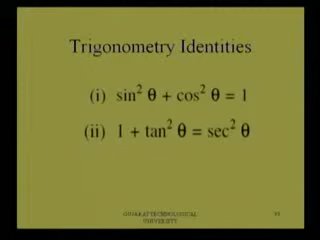 Trigonometry Identities
(i) sin² θ + cos² θ = 1
(ii) 1 + tan² θ = sec² θ
GUJARAT TECHNOLOGICAL
UNIVERSITY